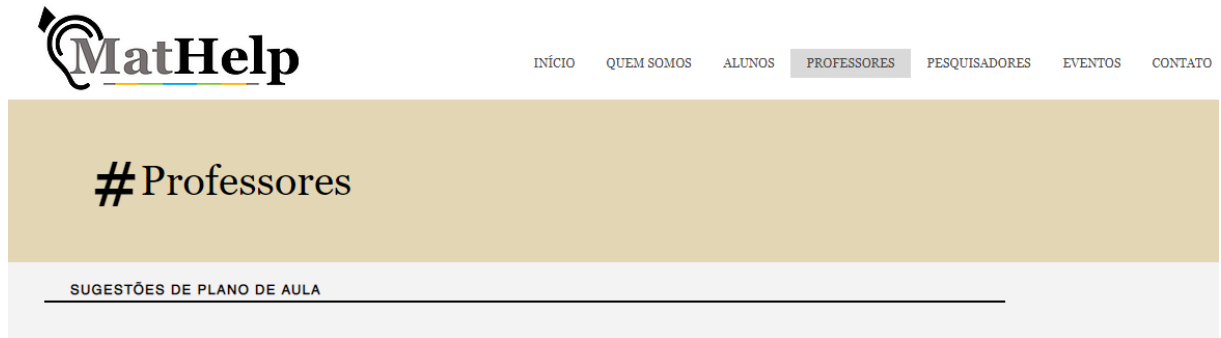 MatHelp
INÍCIO QUEM SOMOS ALUNOS PROFESSORES PESQUISADORES EVENTOS CONTATO
#Professores
SUGESTÕES DE PLANO DE AULA